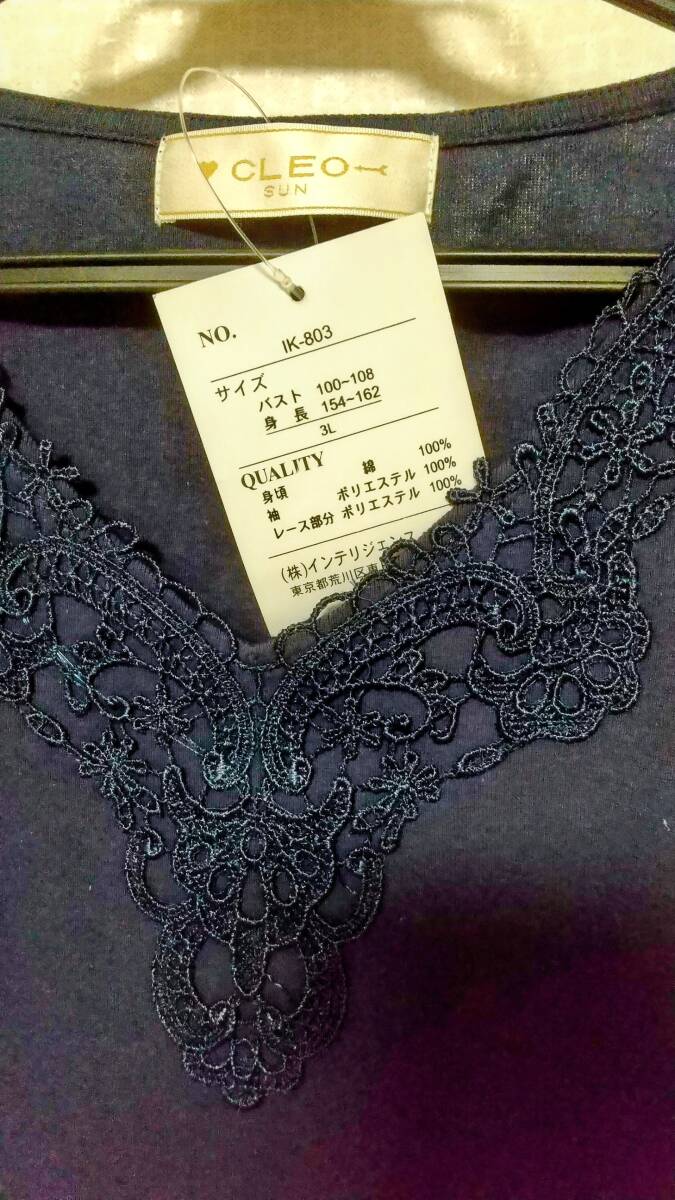 CLEO
SUN
NO. IK-803
サイズ
バスト 100~108
身長 154~162
3L
QUALITY
身頃 綿 100%
袖 ポリエステル 100%
レース部分 ポリエステル 100%
(株)インテリジェンス
東京都荒川区東